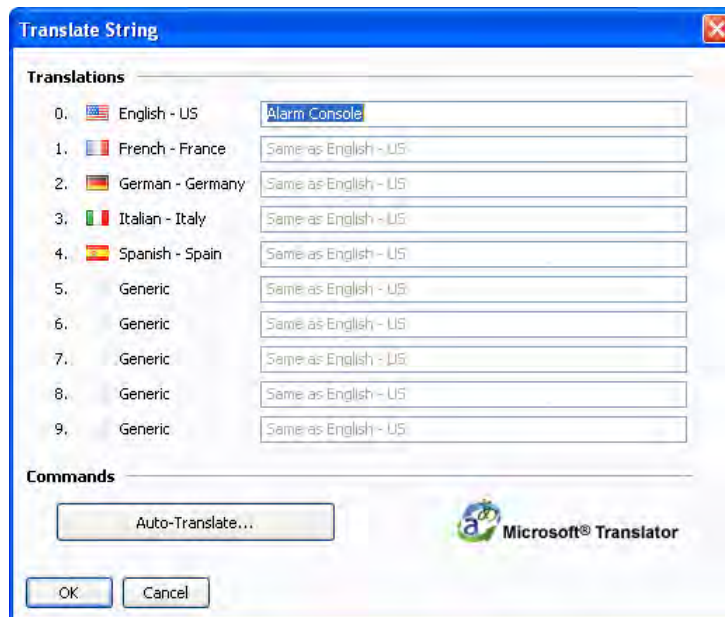 Translate String
Translations
0. English - US Alarm Console
1. French - France Same as English - US
2. German - Germany Same as English - US
3. Italian - Italy Same as English - US
4. Spanish - Spain Same as English - US
5. Generic Same as English - US
6. Generic Same as English - US
7. Generic Same as English - US
8. Generic Same as English - US
9. Generic Same as English - US
Commands
Auto-Translate... Microsoft® Translator
OK Cancel